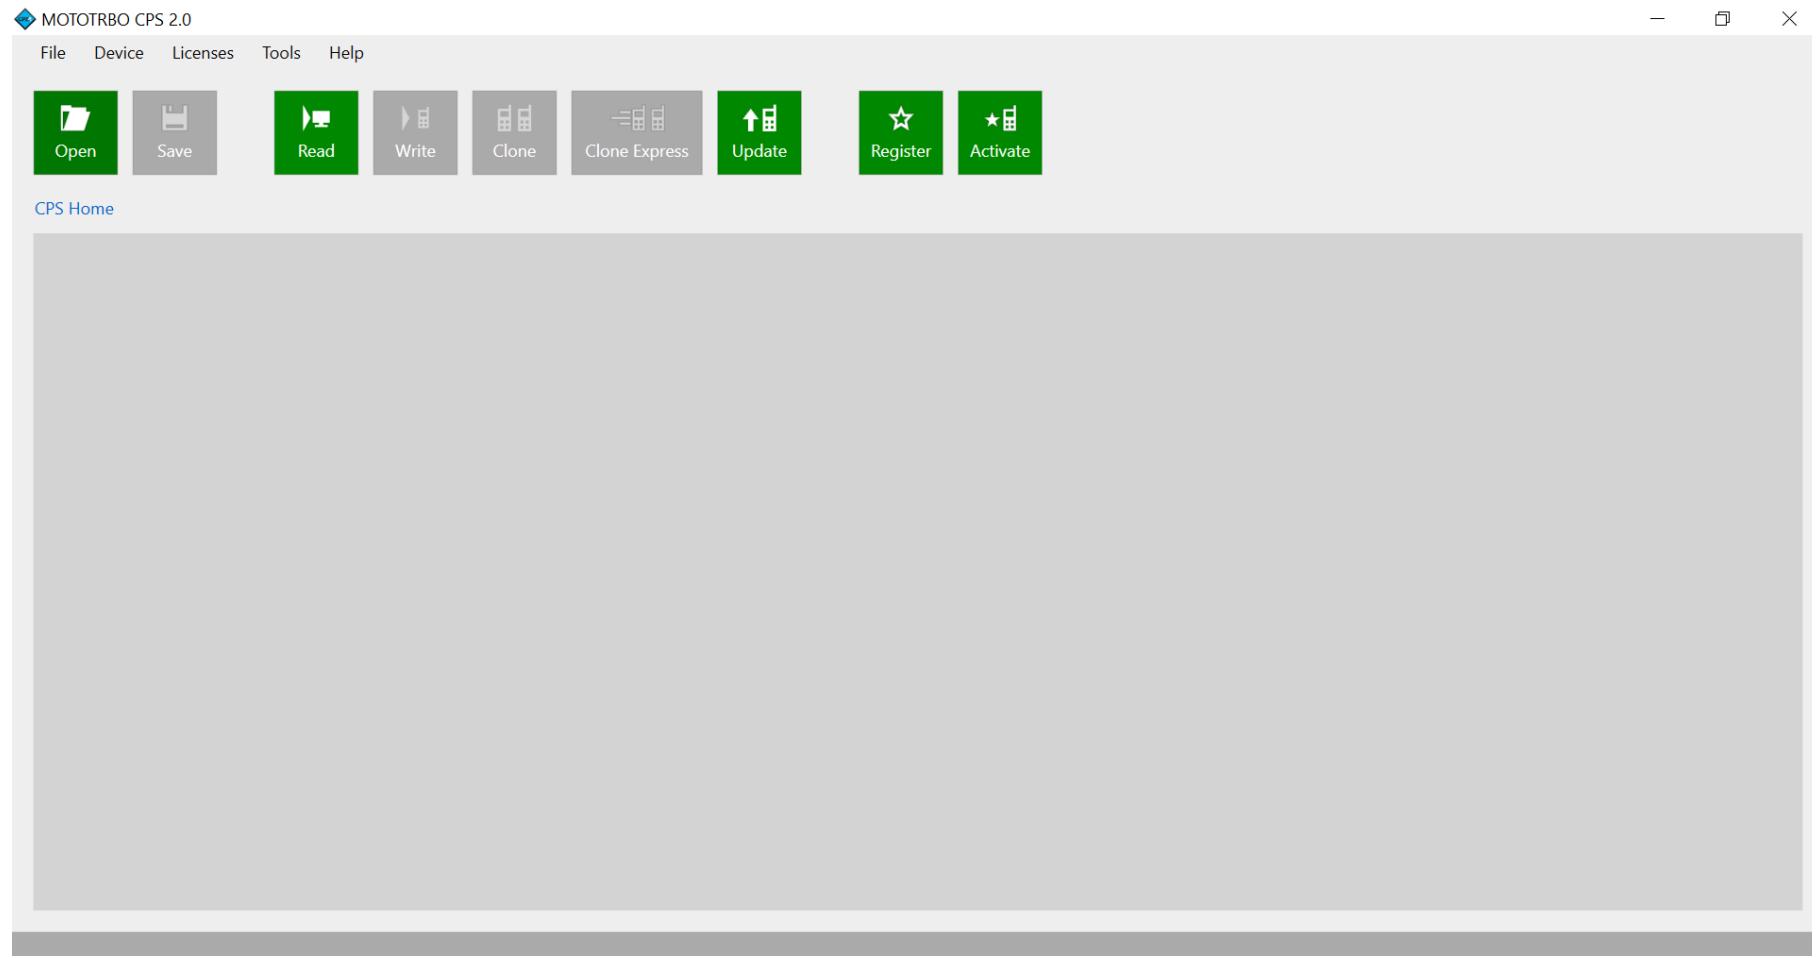 MOTOTRBO CPS 2.0
File Device Licenses Tools Help
Open Save Read Write Clone Clone Express Update Register Activate
CPS Home